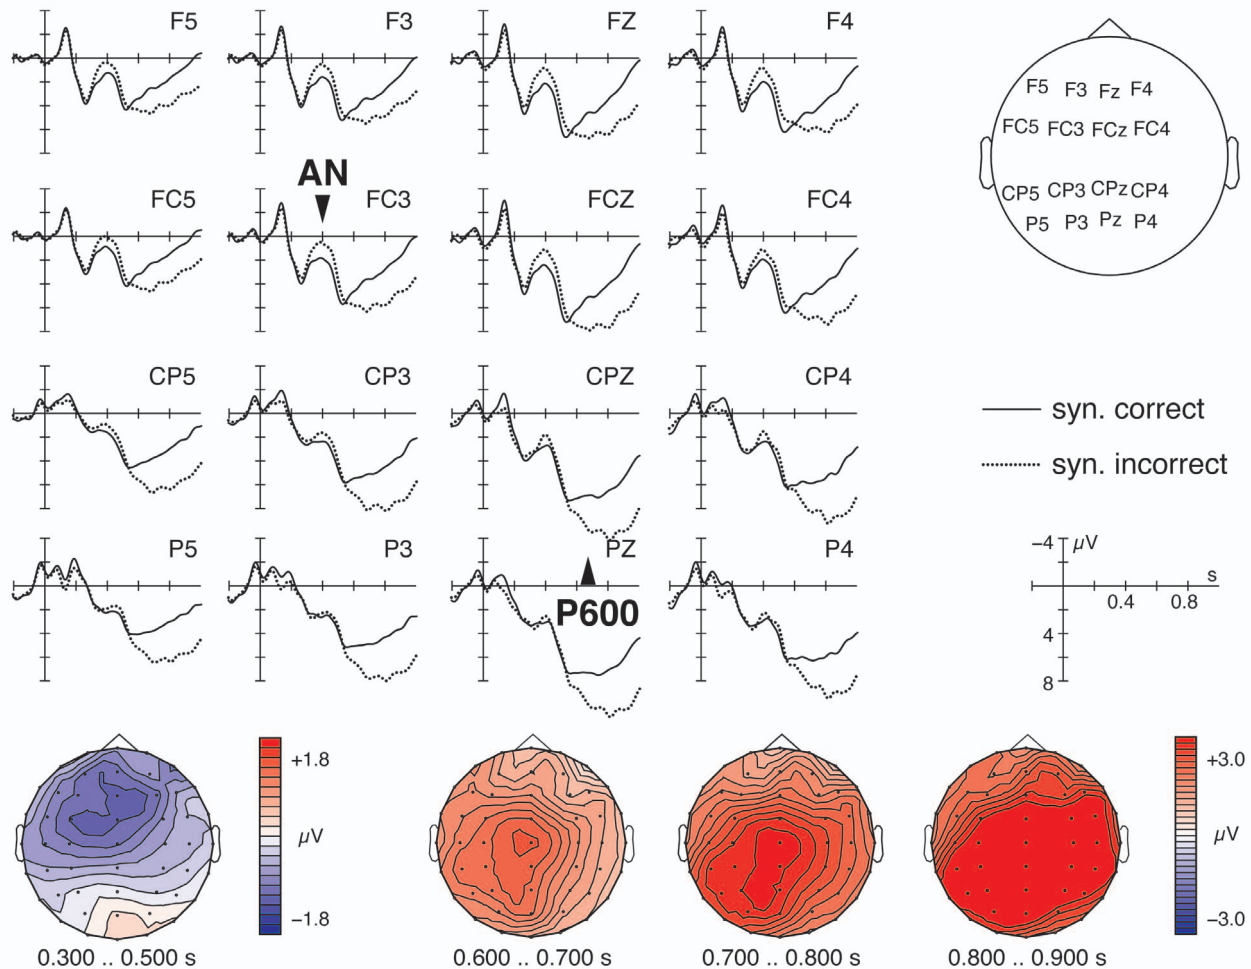 F5 F3 FZ F4
F5 F3 Fz F4
FC5 FC3 FCz FC4
AN
FC5 FC3 FCZ FC4
CP5 CP3 CPz CP4
P5 P3 Pz P4
CP5 CP3 CPZ CP4
syn. correct
syn. incorrect
P5 P3 PZ P4
P600
−4 µV
s
0.4 0.8
4
8
+1.8
µV
−1.8
+3.0
µV
−3.0
0.300 .. 0.500 s 0.600 .. 0.700 s 0.700 .. 0.800 s 0.800 .. 0.900 s